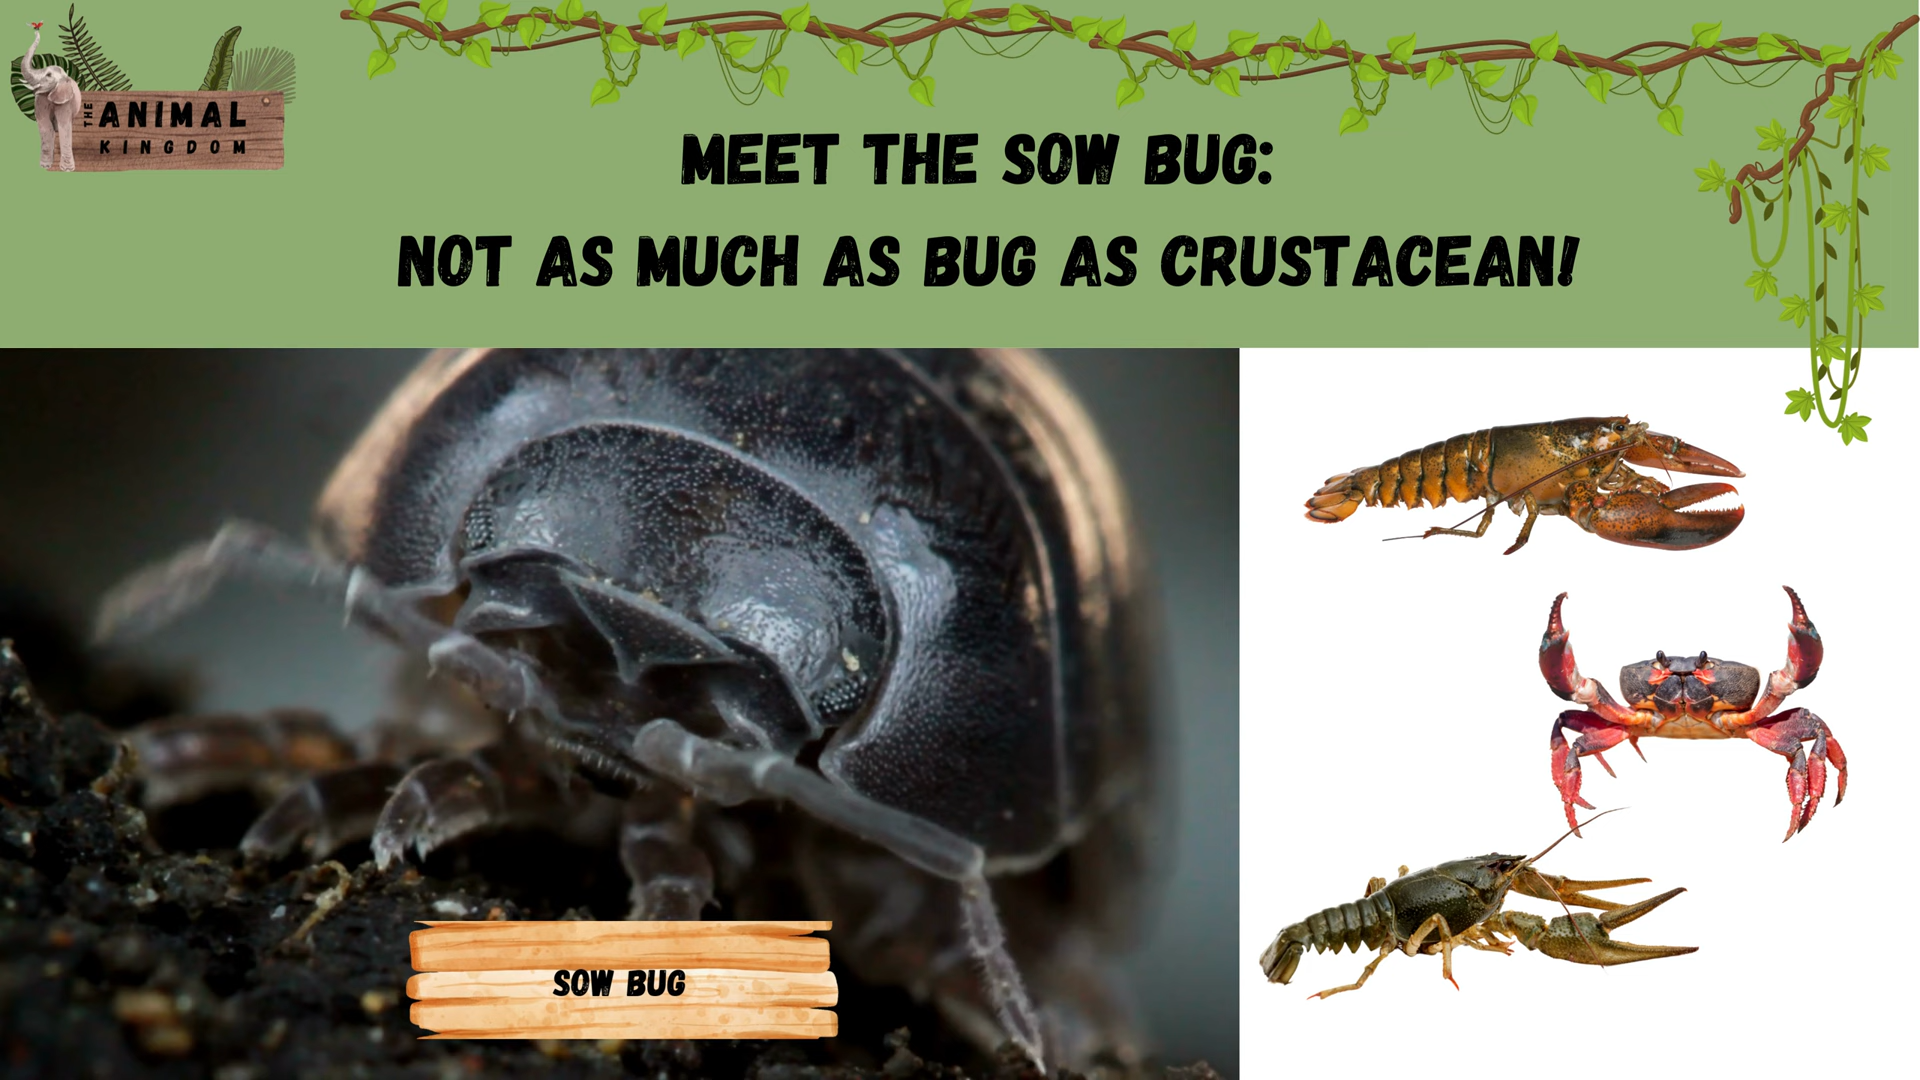 THE ANIMAL
KINGDOM
MEET THE SOW BUG:
NOT AS MUCH AS BUG AS CRUSTACEAN!
SOW BUG